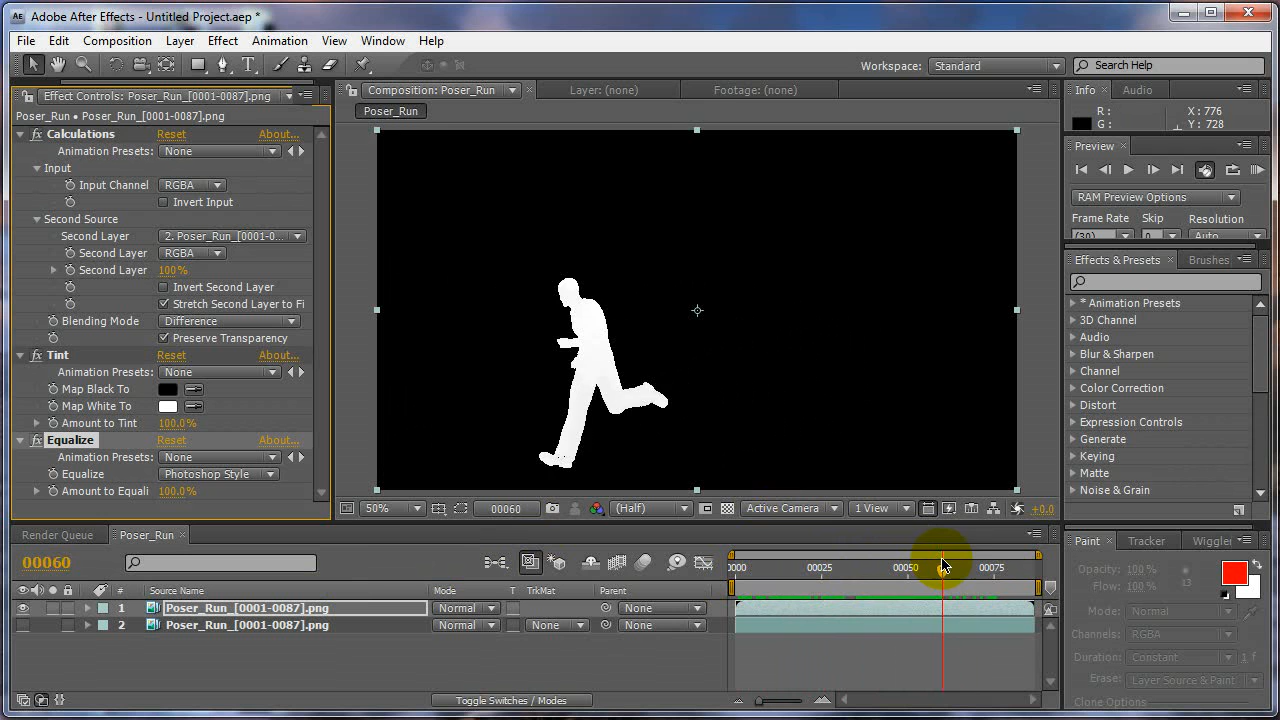 Adobe After Effects - Untitled Project.aep *
File Edit Composition Layer Effect Animation View Window Help
Workspace: Standard Search Help
Effect Controls: Poser_Run_[0001-0087].png
Poser_Run • Poser_Run_[0001-0087].png
Calculations Reset About...
Animation Presets: None
Input
Input Channel RGBA
Invert Input
Second Source
Second Layer 2. Poser_Run_[0001-0...
Second Layer RGBA
Second Layer 100%
Invert Second Layer
Stretch Second Layer to Fi
Blending Mode Difference
Preserve Transparency
Tint Reset About...
Animation Presets: None
Map Black To
Map White To
Amount to Tint 100.0%
Equalize Reset About...
Animation Presets: None
Equalize Photoshop Style
Amount to Equali 100.0%
Composition: Poser_Run Layer: (none) Footage: (none)
Poser_Run
50% 00060 (Half) Active Camera 1 View +0.0
Info Audio
R: X: 776
G: Y: 728
Preview
RAM Preview Options
Frame Rate Skip Resolution
(30) 0 Auto
Effects & Presets Brushes
* Animation Presets
3D Channel
Audio
Blur & Sharpen
Channel
Color Correction
Distort
Expression Controls
Generate
Keying
Matte
Noise & Grain
Render Queue Poser_Run
00060
0000 00025 00050 00075
# Source Name Mode T TrkMat Parent
1 Poser_Run_[0001-0087].png Normal None
2 Poser_Run_[0001-0087].png Normal None None
Toggle Switches / Modes
Paint Tracker Wiggler
Opacity: 100 %
Flow: 100 %
13
Mode: Normal
Channels: RGBA
Duration: Constant 1 f
Erase: Layer Source & Paint
Clone Options